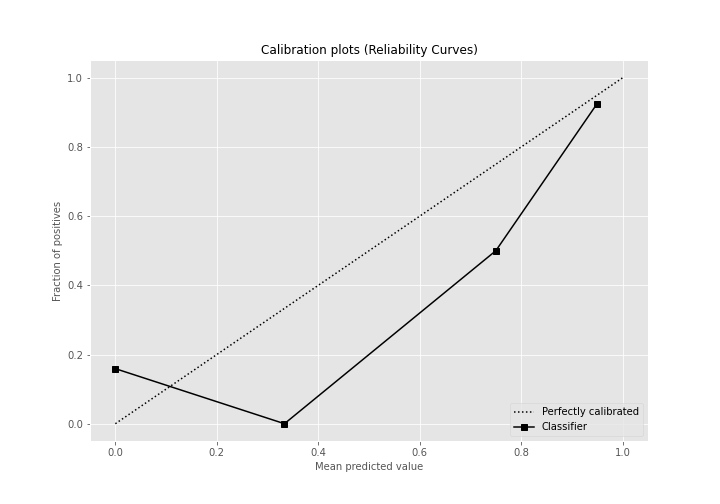 Calibration plots (Reliability Curves)
1.0
0.8
0.6
0.4
0.2
0.0
Fraction of positives
0.0 0.2 0.4 0.6 0.8 1.0
Mean predicted value
Perfectly calibrated
Classifier